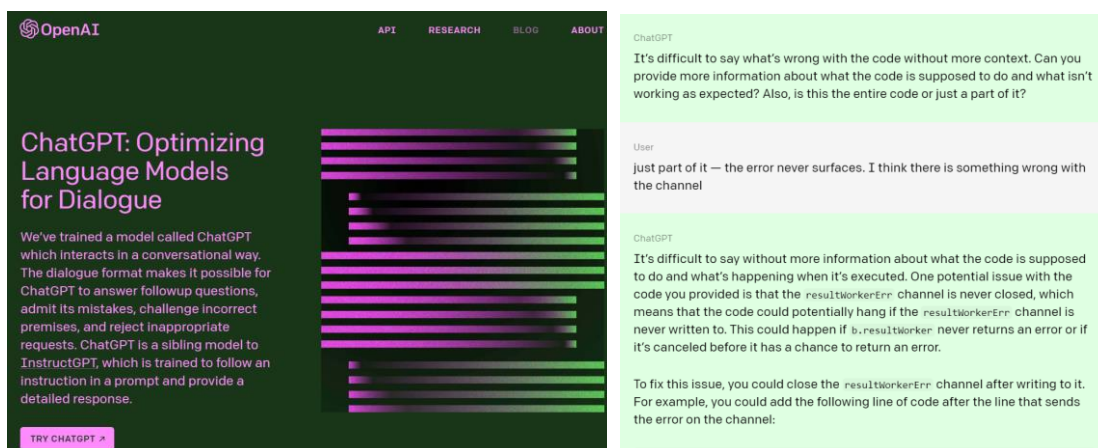 OpenAI
API RESEARCH BLOG ABOUT
ChatGPT: Optimizing
Language Models
for Dialogue
We've trained a model called ChatGPT
which interacts in a conversational way.
The dialogue format makes it possible for
ChatGPT to answer followup questions,
admit its mistakes, challenge incorrect
premises, and reject inappropriate
requests. ChatGPT is a sibling model to
InstructGPT, which is trained to follow an
instruction in a prompt and provide a
detailed response.
TRY CHATGPT ↗
ChatGPT
It's difficult to say what's wrong with the code without more context. Can you
provide more information about what the code is supposed to do and what isn't
working as expected? Also, is this the entire code or just a part of it?
User
just part of it — the error never surfaces. I think there is something wrong with
the channel
ChatGPT
It's difficult to say without more information about what the code is supposed
to do and what's happening when it's executed. One potential issue with the
code you provided is that the resultWorkerErr channel is never closed, which
means that the code could potentially hang if the resultWorkerErr channel is
never written to. This could happen if b.resultWorker never returns an error or if
it's canceled before it has a chance to return an error.
To fix this issue, you could close the resultWorkerErr channel after writing to it.
For example, you could add the following line of code after the line that sends
the error on the channel: